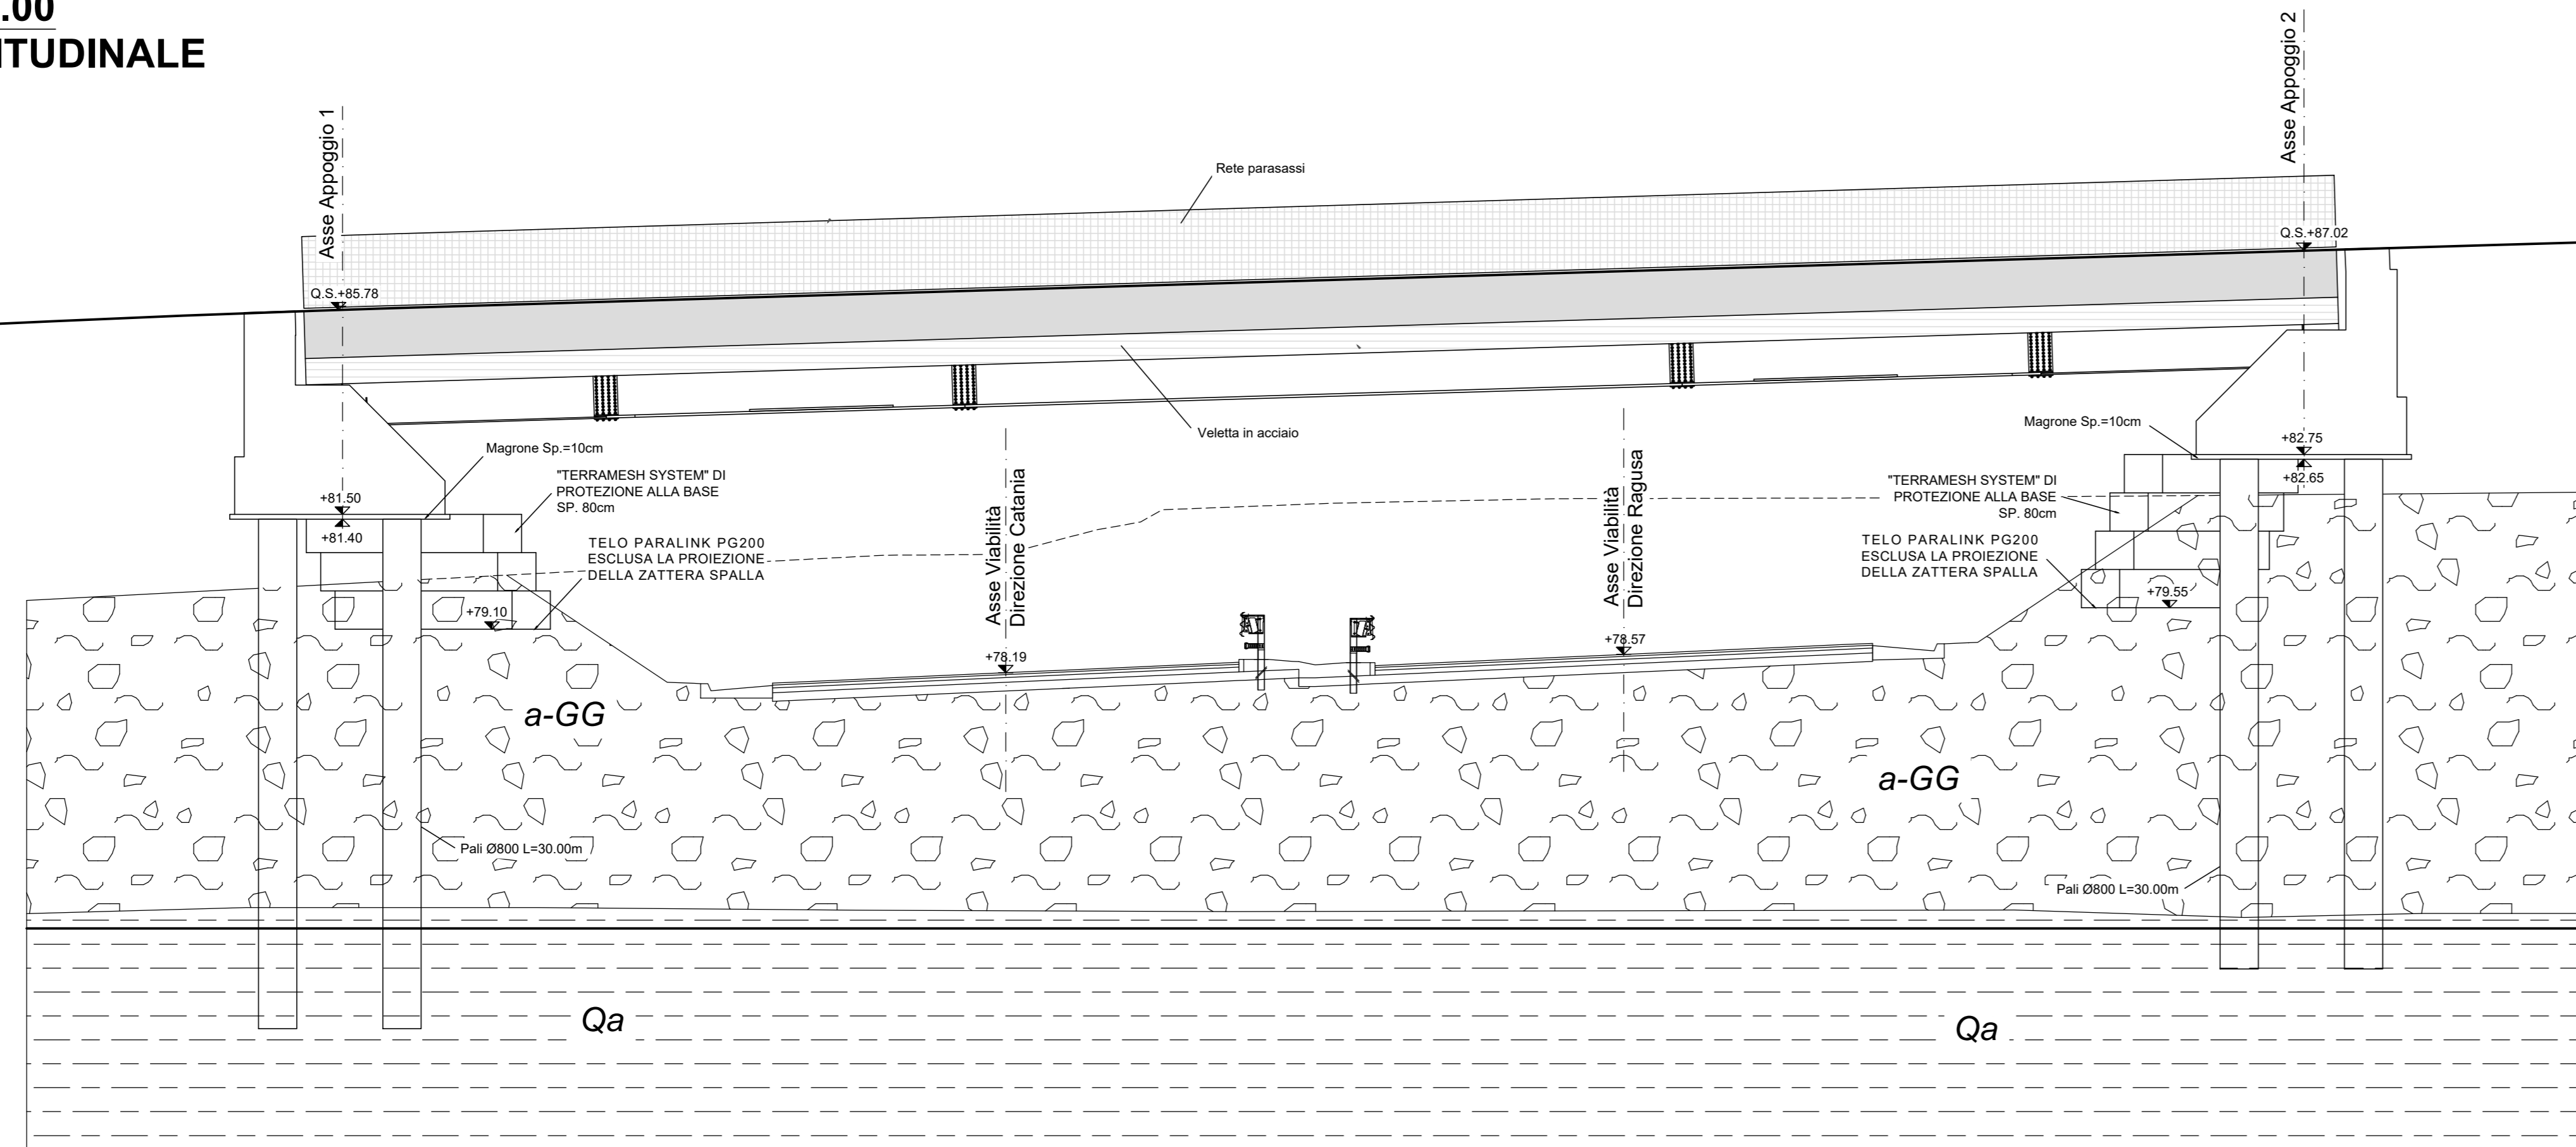 .00
ITUDINALE
Asse Appoggio 1
Asse Appoggio 2
Rete parasassi
Q.S.+87.02
Q.S.+85.78
Veletta in acciaio
Magrone Sp.=10cm
"TERRAMESH SYSTEM" DI
PROTEZIONE ALLA BASE
SP. 80cm
+81.50
+81.40
TELO PARALINK PG200
ESCLUSA LA PROIEZIONE
DELLA ZATTERA SPALLA
+79.10
Asse Viabilità
Direzione Catania
+78.19
Asse Viabilità
Direzione Ragusa
+78.57
Magrone Sp.=10cm
+82.75
+82.65
"TERRAMESH SYSTEM" DI
PROTEZIONE ALLA BASE
SP. 80cm
TELO PARALINK PG200
ESCLUSA LA PROIEZIONE
DELLA ZATTERA SPALLA
+79.55
a-GG
a-GG
Pali Ø800 L=30.00m
Pali Ø800 L=30.00m
Qa
Qa